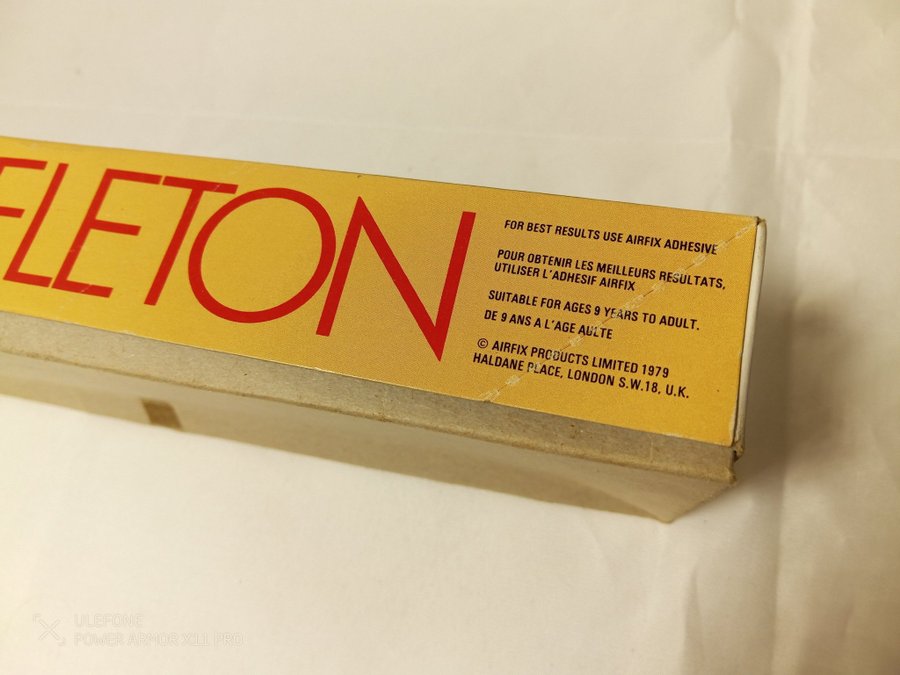 ELETON
FOR BEST RESULTS USE AIRFIX ADHESIVE
POUR OBTENIR LES MEILLEURS RESULTATS,
UTILISER L'ADHESIF AIRFIX
SUITABLE FOR AGES 9 YEARS TO ADULT.
DE 9 ANS A L'AGE AULTE
© AIRFIX PRODUCTS LIMITED 1979
HALDANE PLACE, LONDON S.W.18, U.K.
ULEFONE
POWER ARMOR X11 PRO